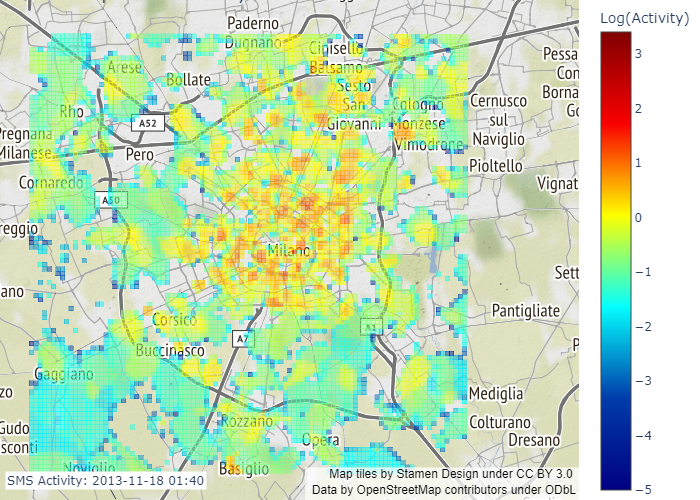 Log(Activity)
3
2
1
0
−1
−2
−3
−4
−5
Paderno
Dugnano
Cinisello
Balsamo
Arese
Bollate
Sesto
San
Giovanni
Cologno
Monzese
Cernusco
sul
Naviglio
Pessa
Con
Borna
Go
Rho
A52
Vimodrone
Pregnana
Milanese
Pero
Pioltello
Cornaredo
A50
Vignat
reggio
Milano
Sett
ano
Corsico
A7
A1
Pantigliate
P
Buccinasco
Gaggiano
zo
Mediglia
Gudo
sconti
Rozzano
Opera
Colturano
Dresano
Noviglio
Basiglio
SMS Activity: 2013-11-18 01:40
Map tiles by Stamen Design under CC BY 3.0
Data by OpenStreetMap contributors under ODbL